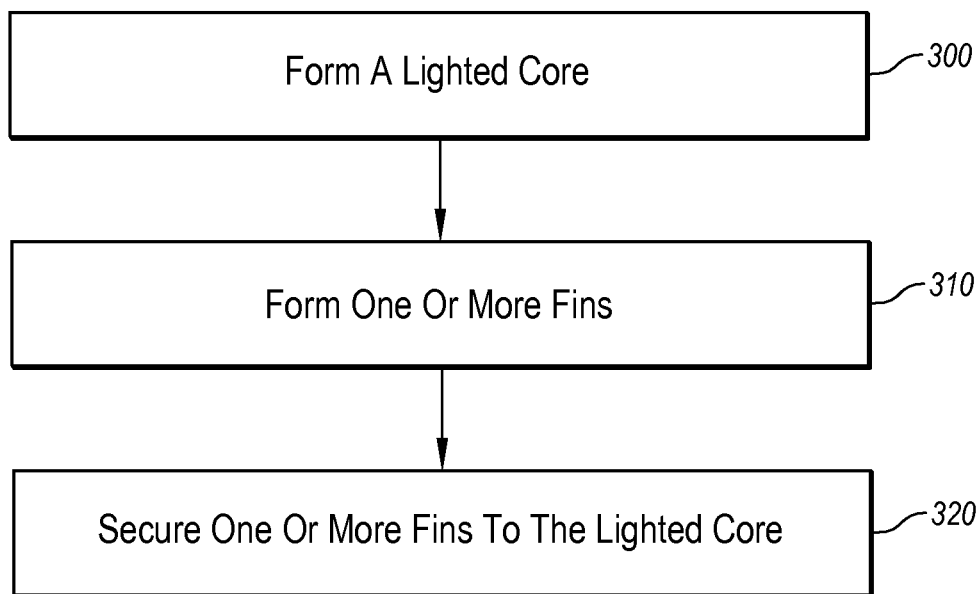 Form A Lighted Core
300
Form One Or More Fins
310
Secure One Or More Fins To The Lighted Core
320